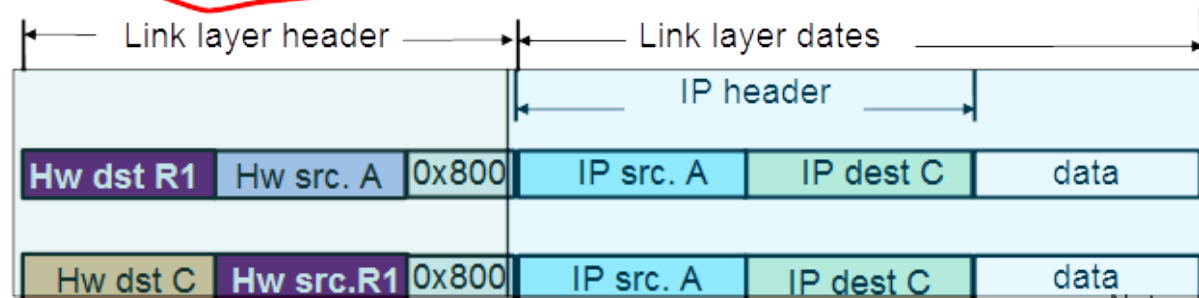 Link layer header Link layer dates
IP header
Hw dst R1 Hw src. A 0x800 IP src. A IP dest C data
Hw dst C Hw src.R1 0x800 IP src. A IP dest C data